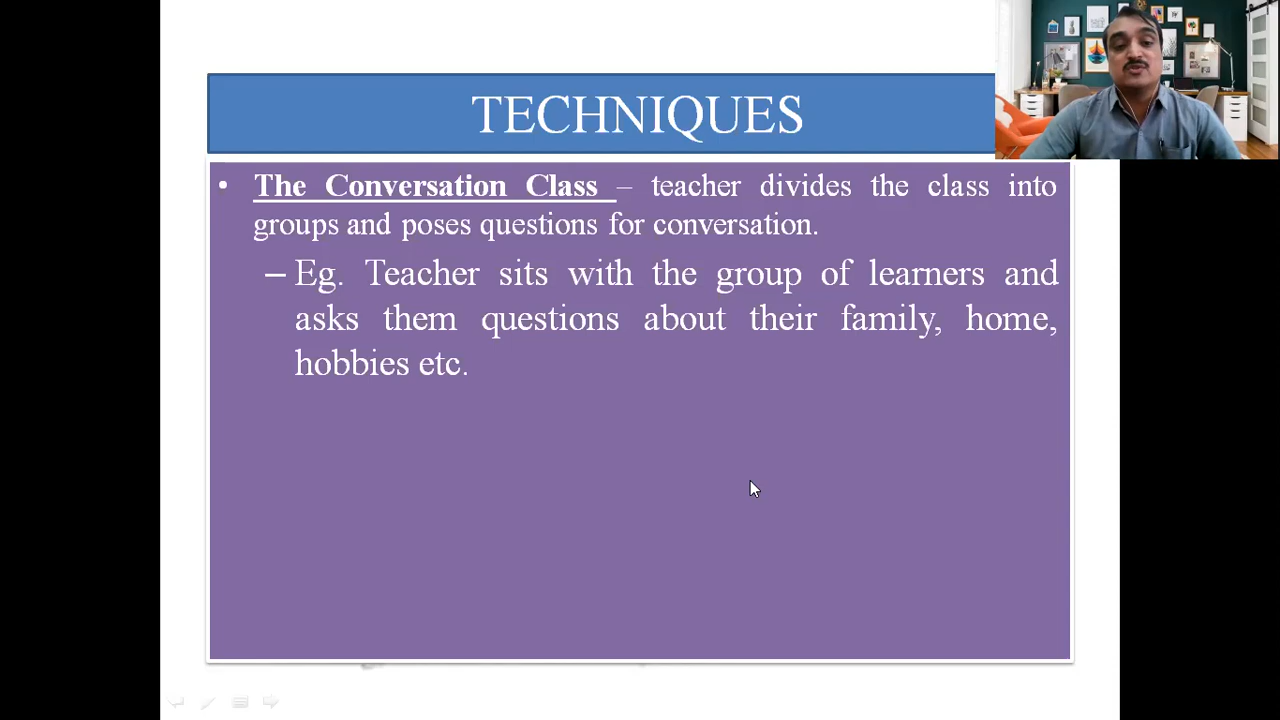 TECHNIQUES
• The Conversation Class – teacher divides the class into
groups and poses questions for conversation.
– Eg. Teacher sits with the group of learners and
asks them questions about their family, home,
hobbies etc.